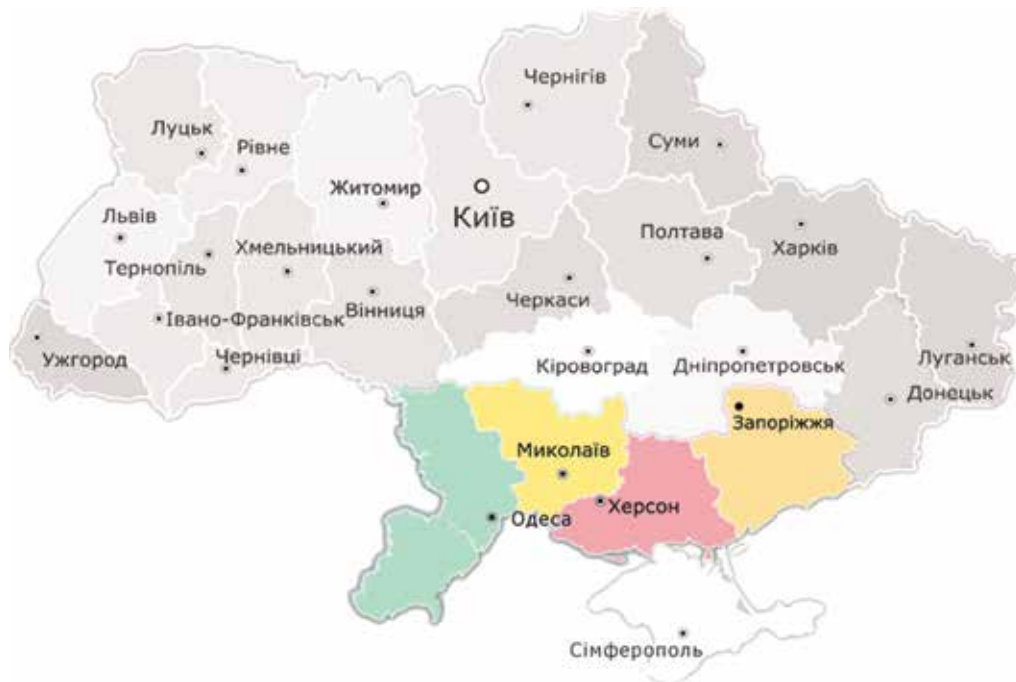 Чернігів
Луцьк
Рівне
Суми
Житомир
Київ
Львів
Хмельницький
Полтава
Харків
Тернопіль
Черкаси
Вінниця
Івано-Франківськ
Ужгород
Чернівці
Кіровоград
Дніпропетровськ
Луганськ
Донецьк
Запоріжжя
Миколаїв
Херсон
Одеса
Сімферополь